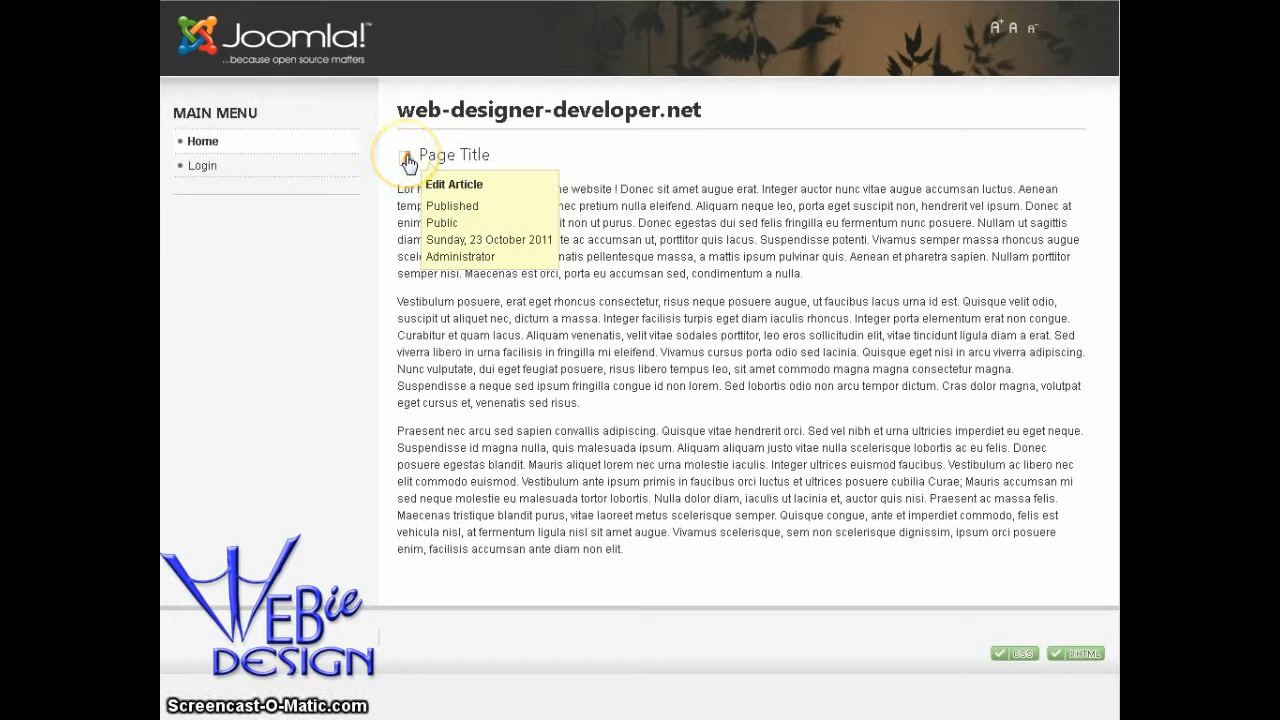 Joomla!™
...because open source matters
A+ A A-
MAIN MENU
Home
Login
web-designer-developer.net
Page Title
Edit Article
Published
Public
Sunday, 23 October 2011
Administrator
website ! Donec sit amet augue erat. Integer auctor nunc vitae augue accumsan luctus. Aenean
nec pretium nulla eleifend. Aliquam neque leo, porta eget suscipit non, hendrerit vel ipsum. Donec at
enim non ut purus. Donec egestas dui sed felis fringilla eu fermentum nunc posuere. Nullam ut sagittis
diam ac accumsan ut, porttitor quis lacus. Suspendisse potenti. Vivamus semper massa rhoncus augue
pellentesque massa, a mattis ipsum pulvinar quis. Aenean et pharetra sapien. Nullam porttitor
semper nisi. Maecenas est orci, porta eu accumsan sed, condimentum a nulla.
Vestibulum posuere, erat eget rhoncus consectetur, risus neque posuere augue, ut faucibus lacus urna id est. Quisque velit odio,
suscipit ut aliquet nec, dictum a massa. Integer facilisis turpis eget diam iaculis rhoncus. Integer porta elementum erat non congue.
Curabitur et quam lacus. Aliquam venenatis, velit vitae sodales porttitor, leo eros sollicitudin elit, vitae tincidunt ligula diam a erat. Sed
viverra libero in urna facilisis in fringilla mi eleifend. Vivamus cursus porta odio sed lacinia. Quisque eget nisi in arcu viverra adipiscing.
Nunc vulputate, dui eget feugiat posuere, risus libero tempus leo, sit amet commodo magna magna consectetur magna.
Suspendisse a neque sed ipsum fringilla congue id non lorem. Sed lobortis odio non arcu tempor dictum. Cras dolor magna, volutpat
eget cursus et, venenatis sed risus.
Praesent nec arcu sed sapien convallis adipiscing. Quisque vitae hendrerit orci. Sed vel nibh et urna ultricies imperdiet eu eget neque.
Suspendisse id magna nulla, quis malesuada ipsum. Aliquam aliquam justo vitae nulla scelerisque lobortis ac eu felis. Donec
posuere egestas blandit. Mauris aliquet lorem nec urna molestie iaculis. Integer ultrices euismod faucibus. Vestibulum ac libero nec
elit commodo euismod. Vestibulum ante ipsum primis in faucibus orci luctus et ultrices posuere cubilia Curae; Mauris accumsan mi
sed neque molestie eu malesuada tortor lobortis. Nulla dolor diam, iaculis ut lacinia et, auctor quis nisi. Praesent ac massa felis.
Maecenas tristique blandit purus, vitae laoreet metus scelerisque semper. Quisque congue, ante et imperdiet commodo, felis est
vehicula nisl, at fermentum ligula nisl sit amet augue. Vivamus scelerisque, sem non scelerisque dignissim, ipsum orci posuere
enim, facilisis accumsan ante diam non elit.
WEBie
DESIGN
CSS XHTML
Screencast-O-Matic.com